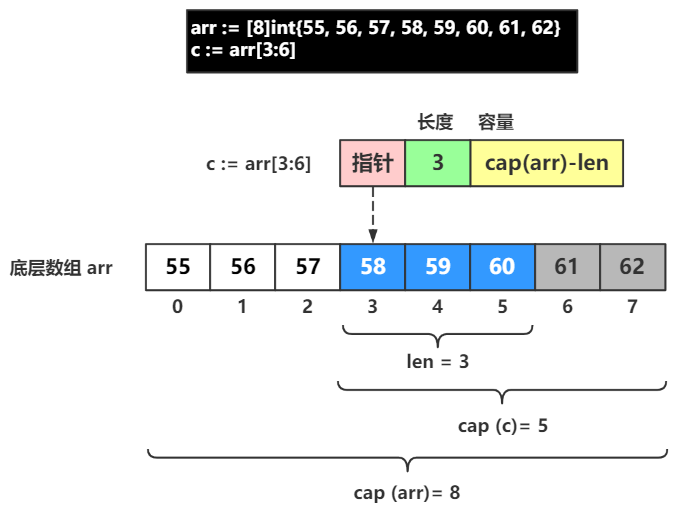 arr := [8]int{55, 56, 57, 58, 59, 60, 61, 62}
c := arr[3:6]
长度 容量
c := arr[3:6] 指针 3 cap(arr)-len
底层数组 arr 55 56 57 58 59 60 61 62
0 1 2 3 4 5 6 7
len = 3
cap (c)= 5
cap (arr)= 8